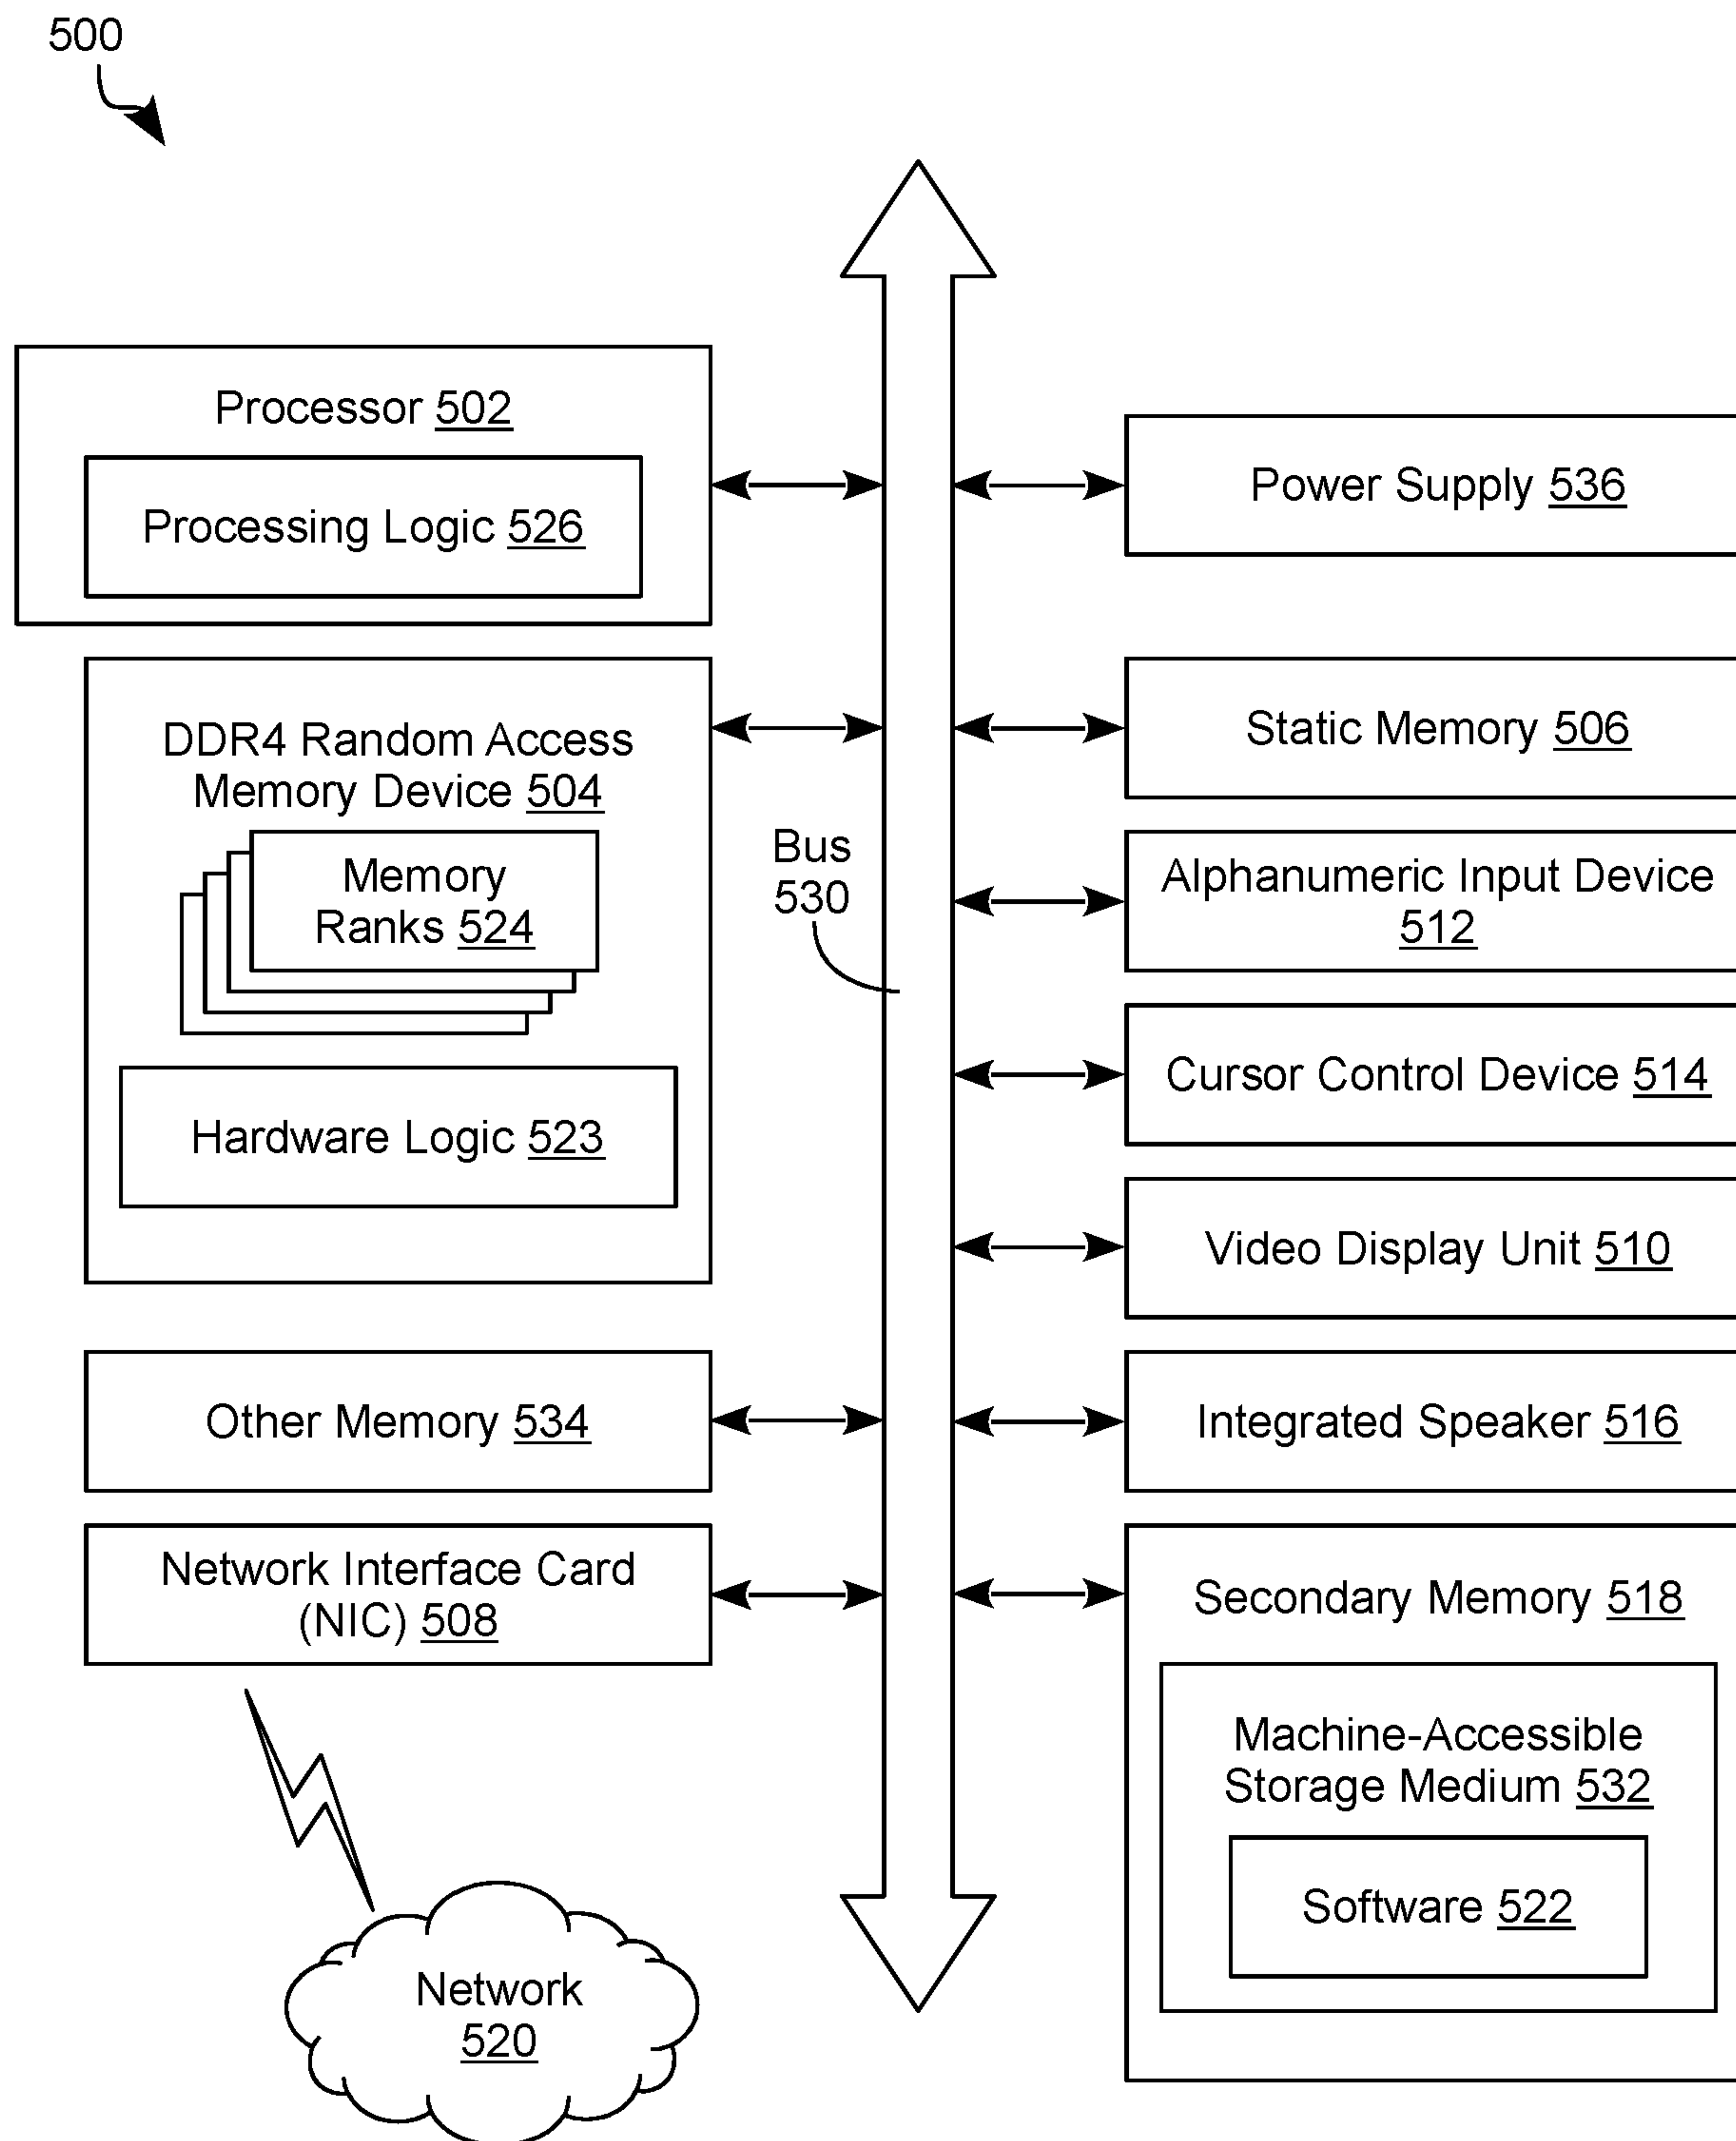 500
Processor 502
Processing Logic 526
DDR4 Random Access
Memory Device 504
Memory
Ranks 524
Hardware Logic 523
Other Memory 534
Network Interface Card
(NIC) 508
Network
520
Bus
530
Power Supply 536
Static Memory 506
Alphanumeric Input Device
512
Cursor Control Device 514
Video Display Unit 510
Integrated Speaker 516
Secondary Memory 518
Machine-Accessible
Storage Medium 532
Software 522